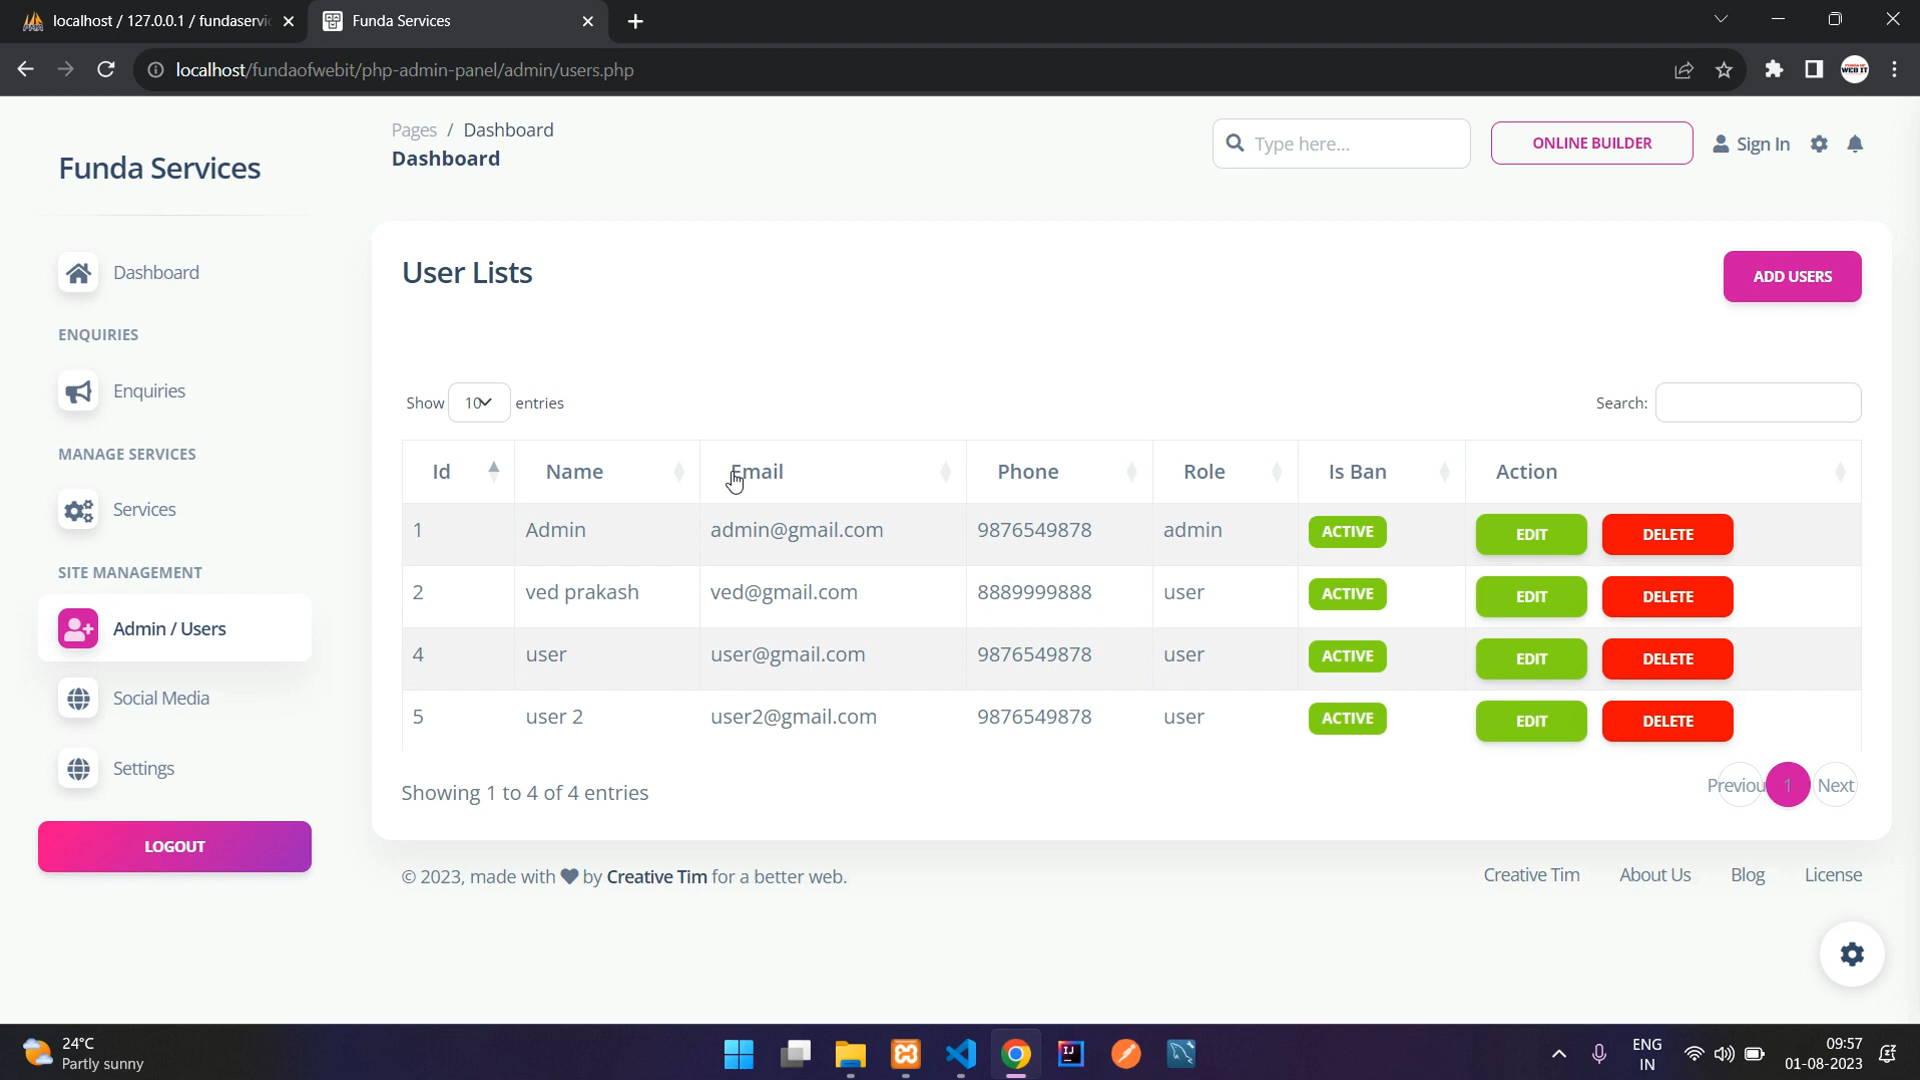 localhost / 127.0.0.1 / fundaservi
Funda Services
localhost/fundaofwebit/php-admin-panel/admin/users.php
WEB IT
Funda Services
Pages / Dashboard
Dashboard
Type here...
ONLINE BUILDER
Sign In
Dashboard
ENQUIRIES
Enquiries
MANAGE SERVICES
Services
SITE MANAGEMENT
Admin / Users
Social Media
Settings
LOGOUT
User Lists
ADD USERS
Show 10 entries
Search:
Id Name Email Phone Role Is Ban Action
1 Admin admin@gmail.com 9876549878 admin ACTIVE EDIT DELETE
2 ved prakash ved@gmail.com 8889999888 user ACTIVE EDIT DELETE
4 user user@gmail.com 9876549878 user ACTIVE EDIT DELETE
5 user 2 user2@gmail.com 9876549878 user ACTIVE EDIT DELETE
Showing 1 to 4 of 4 entries
Previou 1 Next
© 2023, made with by Creative Tim for a better web.
Creative Tim About Us Blog License
24°C
Partly sunny
ENG
IN
09:57
01-08-2023